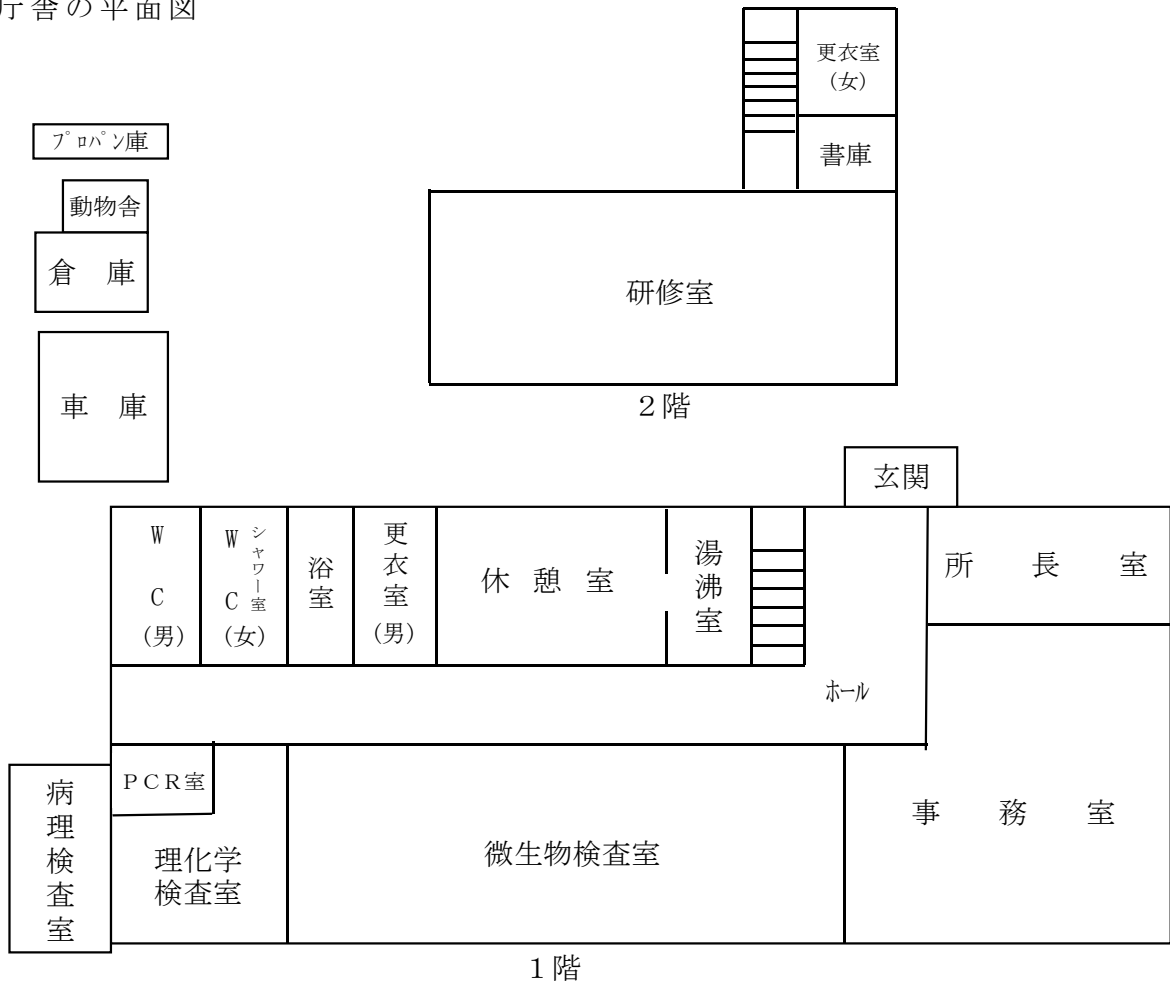 庁舎の平面図
更衣室
(女)
書庫
研修室
2階
プロパン庫
動物舎
倉庫
車庫
玄関
WC
(男)
WC
シャワー室
(女)
浴室
更衣室
(男)
休憩室
湯沸室
所長室
ホール
病理検査室
PCR室
理化学
検査室
微生物検査室
事務室
1階